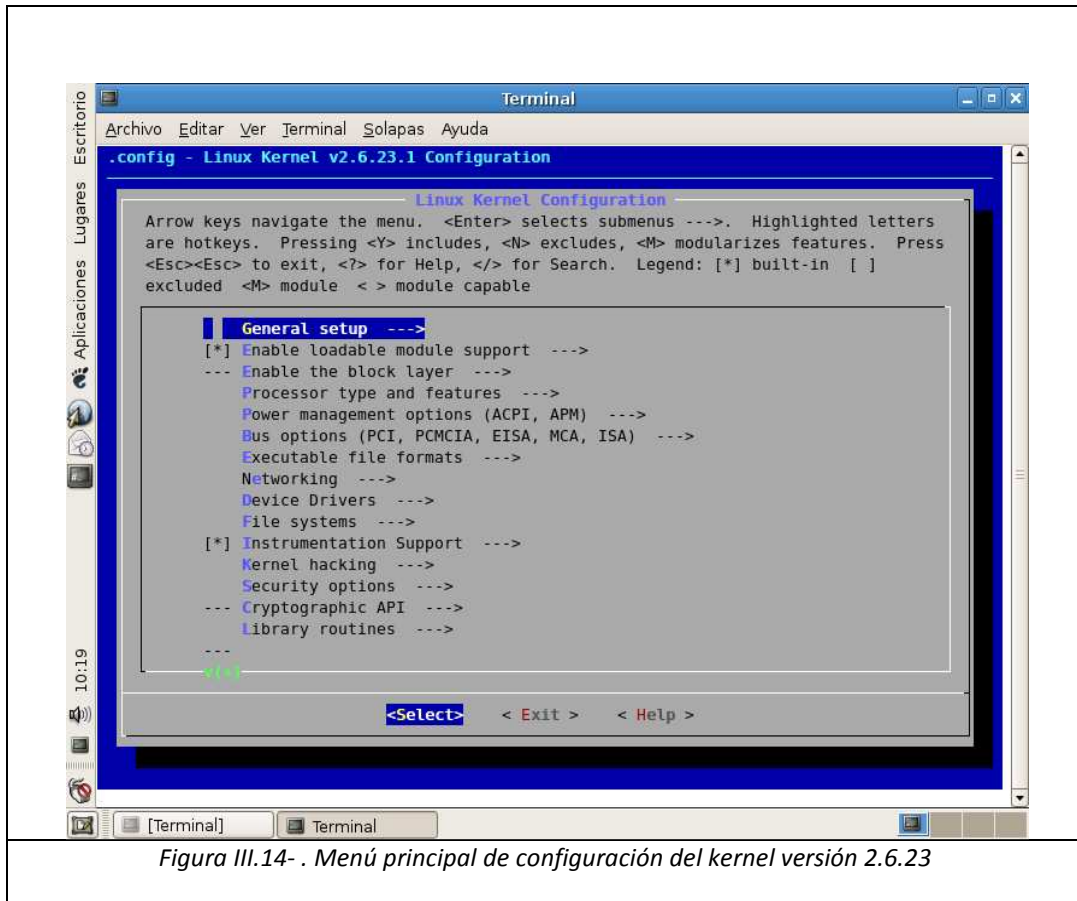 Terminal
Archivo Editar Ver Terminal Solapas Ayuda
.config - Linux Kernel v2.6.23.1 Configuration
Linux Kernel Configuration
Arrow keys navigate the menu. <Enter> selects submenus --->. Highlighted letters
are hotkeys. Pressing <Y> includes, <N> excludes, <M> modularizes features. Press
<Esc><Esc> to exit, <?> for Help, </> for Search. Legend: [*] built-in [ ]
excluded <M> module < > module capable
General setup --->
[*] Enable loadable module support --->
--- Enable the block layer --->
Processor type and features --->
Power management options (ACPI, APM) --->
Bus options (PCI, PCMCIA, EISA, MCA, ISA) --->
Executable file formats --->
Networking --->
Device Drivers --->
File systems --->
[*] Instrumentation Support --->
Kernel hacking --->
Security options --->
--- Cryptographic API --->
Library routines --->
---
v(+)
<Select> < Exit > < Help >
Aplicaciones Lugares Escritorio
10:19
[Terminal] Terminal
Figura III.14- . Menú principal de configuración del kernel versión 2.6.23